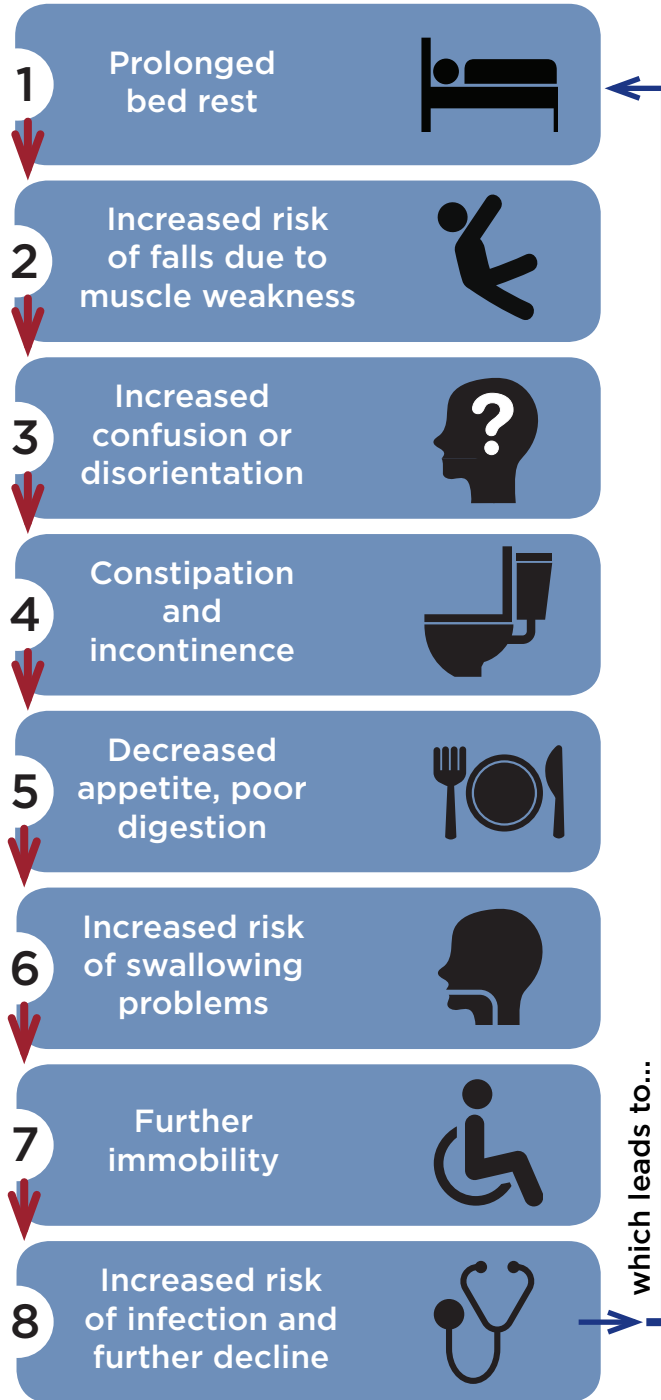 1
Prolonged
bed rest
2
Increased risk
of falls due to
muscle weakness
3
Increased
confusion or
disorientation
?
4
Constipation
and
incontinence
5
Decreased
appetite, poor
digestion
6
Increased risk
of swallowing
problems
7
Further
immobility
8
Increased risk
of infection and
further decline
which leads to...